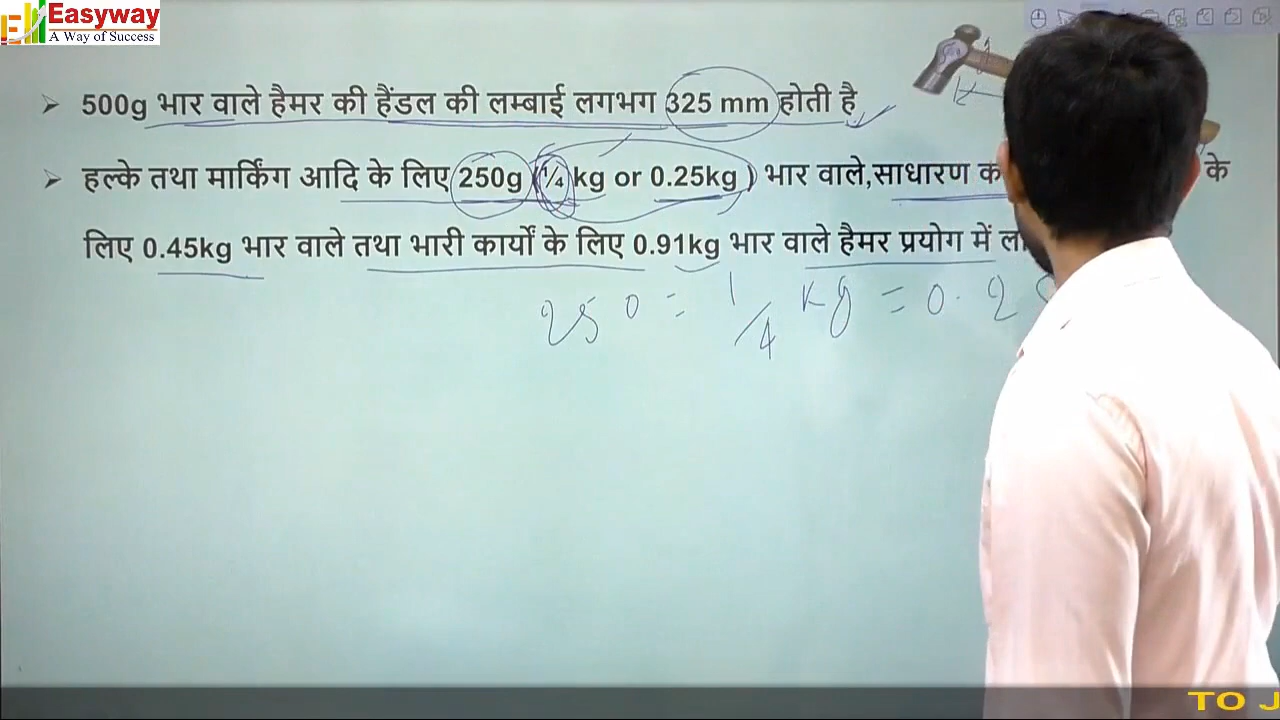 Easyway
A Way of Success
➢ 500g भार वाले हैमर की हैंडल की लम्बाई लगभग 325 mm होती है
➢ हल्के तथा मार्किंग आदि के लिए 250g (¼ kg or 0.25kg ) भार वाले,साधारण के
लिए 0.45kg भार वाले तथा भारी कार्यों के लिए 0.91kg भार वाले हैमर प्रयोग में
250 = 1/4 kg = 0.2
TO J